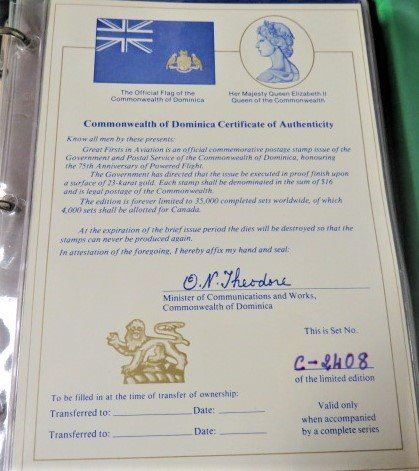 The Official Flag of the
Commonwealth of Dominica
Her Majesty Queen Elizabeth II
Queen of the Commonwealth
Commonwealth of Dominica Certificate of Authenticity
Know all men by these presents:
Great Firsts in Aviation is an official commemorative postage stamp issue of the
Government and Postal Service of the Commonwealth of Dominica, honouring
the 75th Anniversary of Powered Flight.
The Government has directed that the issue be executed in proof finish upon
a surface of 23-karat gold. Each stamp shall be denominated in the sum of $16
and is legal postage of the Commonwealth.
The edition is forever limited to 35,000 completed sets worldwide, of which
4,000 sets shall be allotted for Canada.
At the expiration of the brief issue period the dies will be destroyed so that the
stamps can never be produced again.
In attestation of the foregoing, I hereby affix my hand and seal:
O.N. Theodore
Minister of Communications and Works,
Commonwealth of Dominica
This is Set No.
C-2408
of the limited edition
To be filled in at the time of transfer of ownership:
Transferred to: Date:
Transferred to: Date:
Valid only
when accompanied
by a complete series